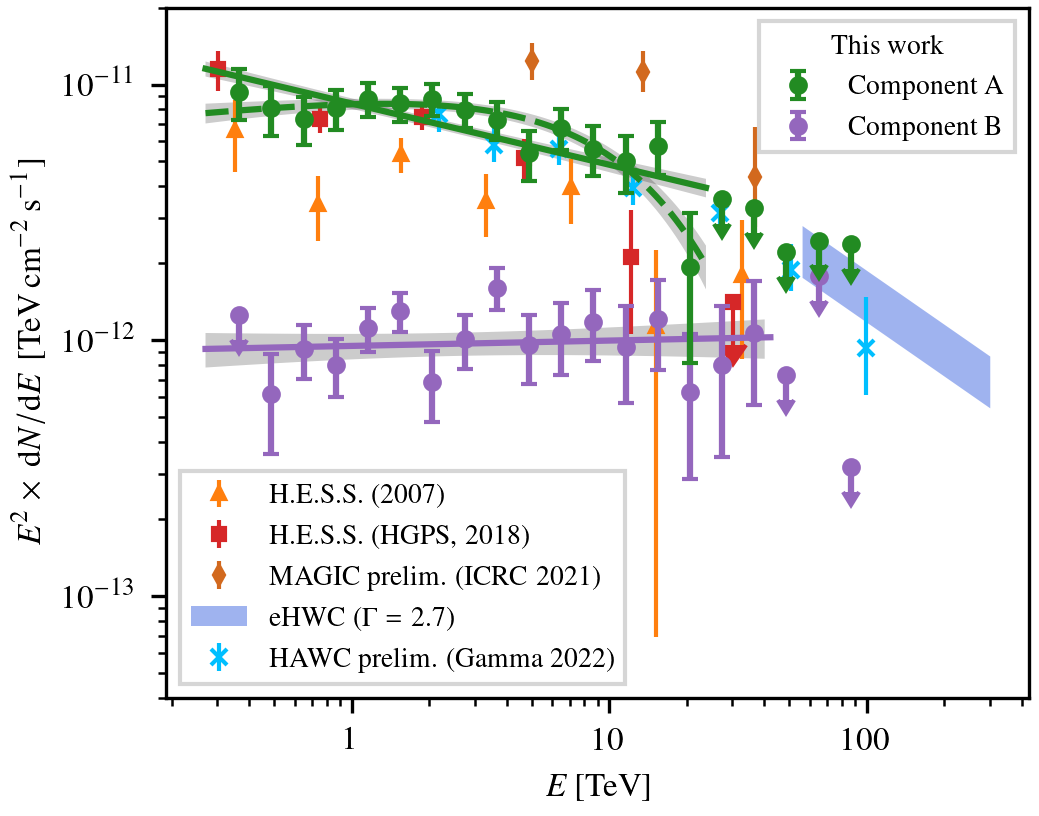 This work
Component A
Component B
10⁻¹¹
10⁻¹²
10⁻¹³
E² × dN/dE [TeV cm⁻² s⁻¹]
H.E.S.S. (2007)
H.E.S.S. (HGPS, 2018)
MAGIC prelim. (ICRC 2021)
eHWC (Γ = 2.7)
HAWC prelim. (Gamma 2022)
1 10 100
E [TeV]